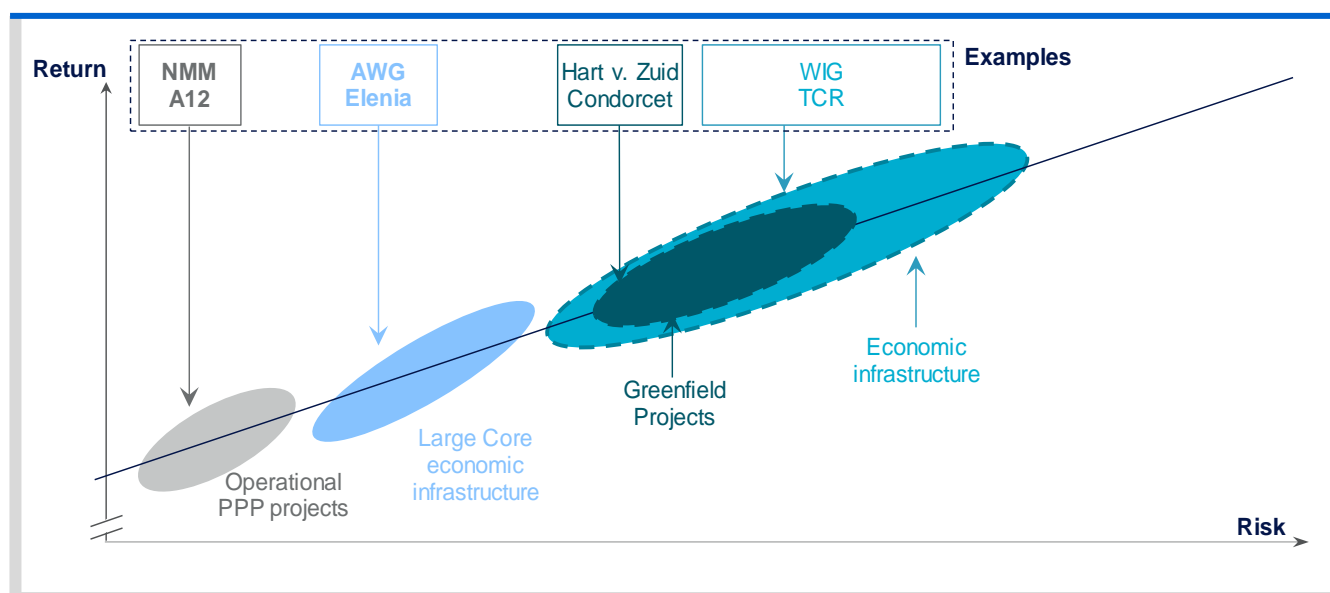 Return
NMM
A12
AWG
Elenia
Hart v. Zuid
Condorcet
WIG
TCR
Examples
Economic
infrastructure
Greenfield
Projects
Large Core
economic
infrastructure
Operational
PPP projects
Risk